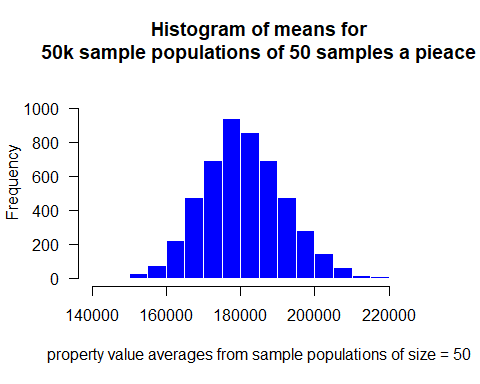 Histogram of means for
50k sample populations of 50 samples a pieace
Frequency
1000
800
600
400
200
0
140000 160000 180000 200000 220000
property value averages from sample populations of size = 50